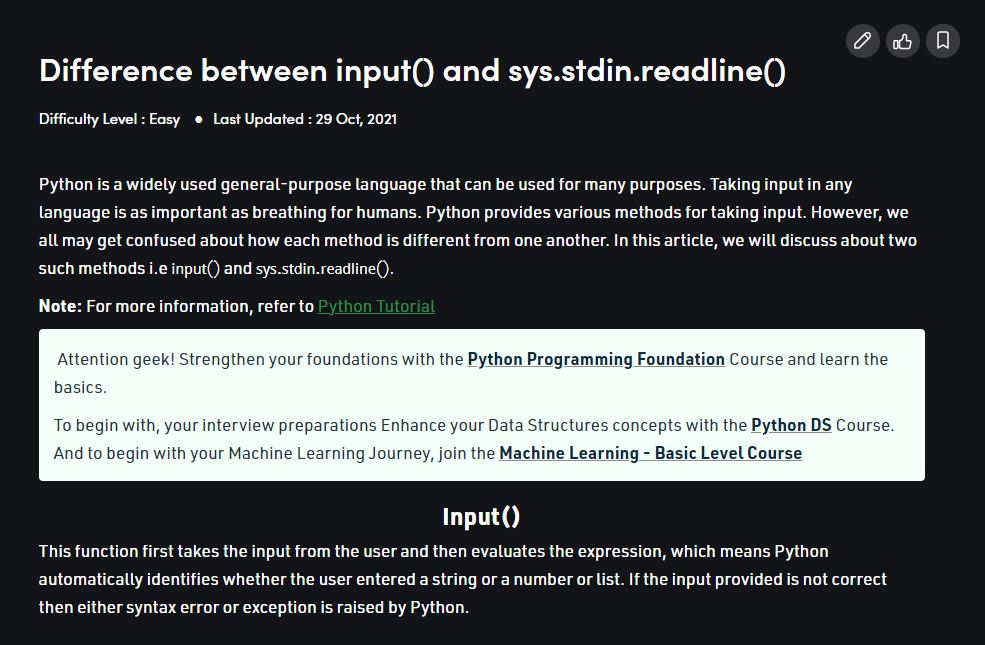 Difference between input() and sys.stdin.readline()
Difficulty Level : Easy ● Last Updated : 29 Oct, 2021
Python is a widely used general-purpose language that can be used for many purposes. Taking input in any
language is as important as breathing for humans. Python provides various methods for taking input. However, we
all may get confused about how each method is different from one another. In this article, we will discuss about two
such methods i.e input() and sys.stdin.readline().
Note: For more information, refer to Python Tutorial
Attention geek! Strengthen your foundations with the Python Programming Foundation Course and learn the
basics.
To begin with, your interview preparations Enhance your Data Structures concepts with the Python DS Course.
And to begin with your Machine Learning Journey, join the Machine Learning - Basic Level Course
Input()
This function first takes the input from the user and then evaluates the expression, which means Python
automatically identifies whether the user entered a string or a number or list. If the input provided is not correct
then either syntax error or exception is raised by Python.